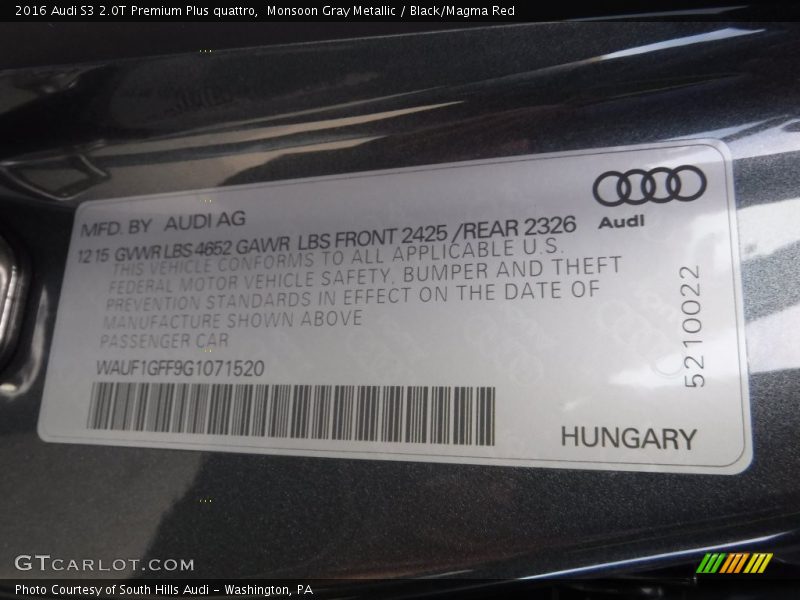 2016 Audi S3 2.0T Premium Plus quattro,  Monsoon Gray Metallic / Black/Magma Red
Audi
MFD. BY AUDI AG
12 15 GVWR LBS 4652 GAWR LBS FRONT 2425 /REAR 2326
THIS VEHICLE CONFORMS TO ALL APPLICABLE U.S.
FEDERAL MOTOR VEHICLE SAFETY, BUMPER AND THEFT
PREVENTION STANDARDS IN EFFECT ON THE DATE OF
MANUFACTURE SHOWN ABOVE
PASSENGER CAR
WAUF1GFF9G1071520
5210022
HUNGARY
GTCARLOT.COM
Photo Courtesy of South Hills Audi - Washington, PA